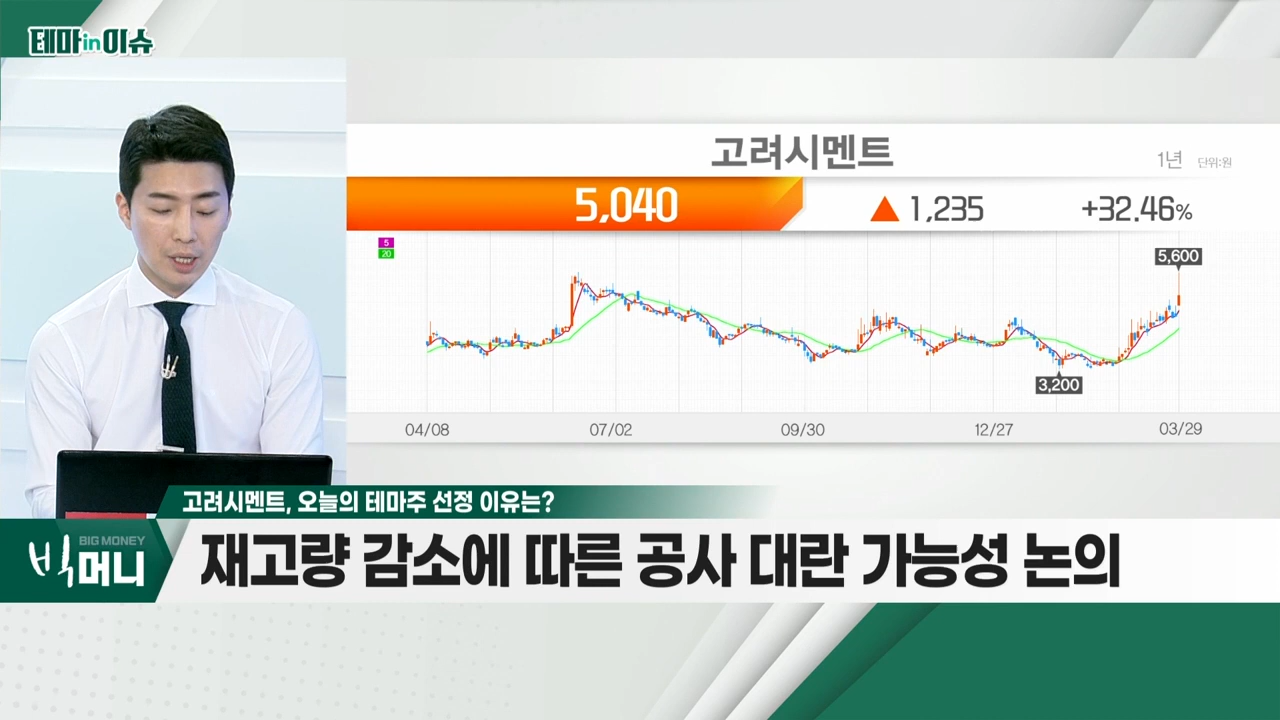 테마in이슈
고려시멘트
1년 단위:원
5,040 ▲ 1,235 +32.46%
5
20
5,600
3,200
04/08 07/02 09/30 12/27 03/29
고려시멘트, 오늘의 테마주 선정 이유는?
BIG MONEY
빅머니
재고량 감소에 따른 공사 대란 가능성 논의